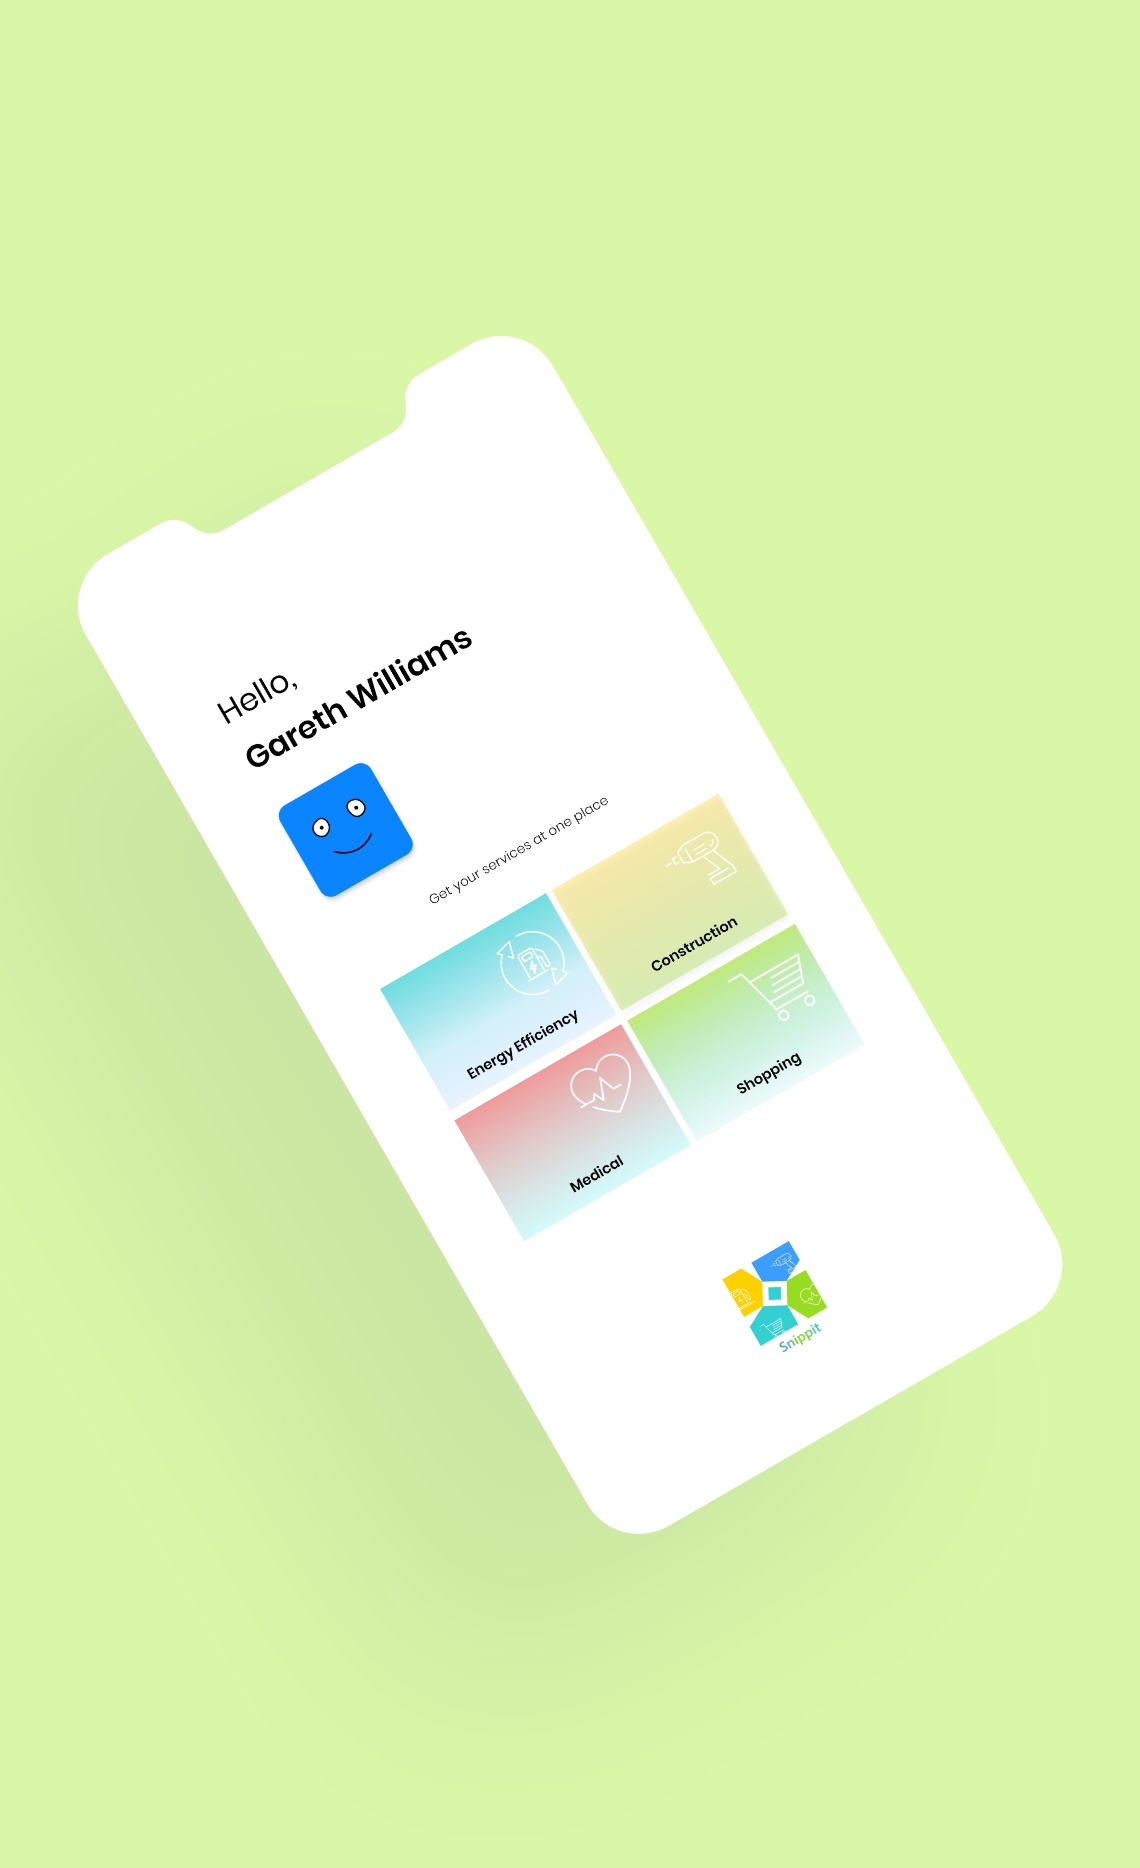 Hello,
Gareth Williams
Get your services at one place
Energy Efficiency
Construction
Medical
Shopping
Snippit